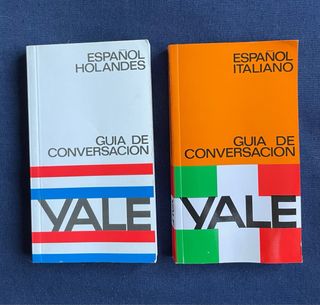 ESPAÑOL
HOLANDES
GUIA DE
CONVERSACION
YALE
ESPAÑOL
ITALIANO
GUIA DE
CONVERSACION
YALE